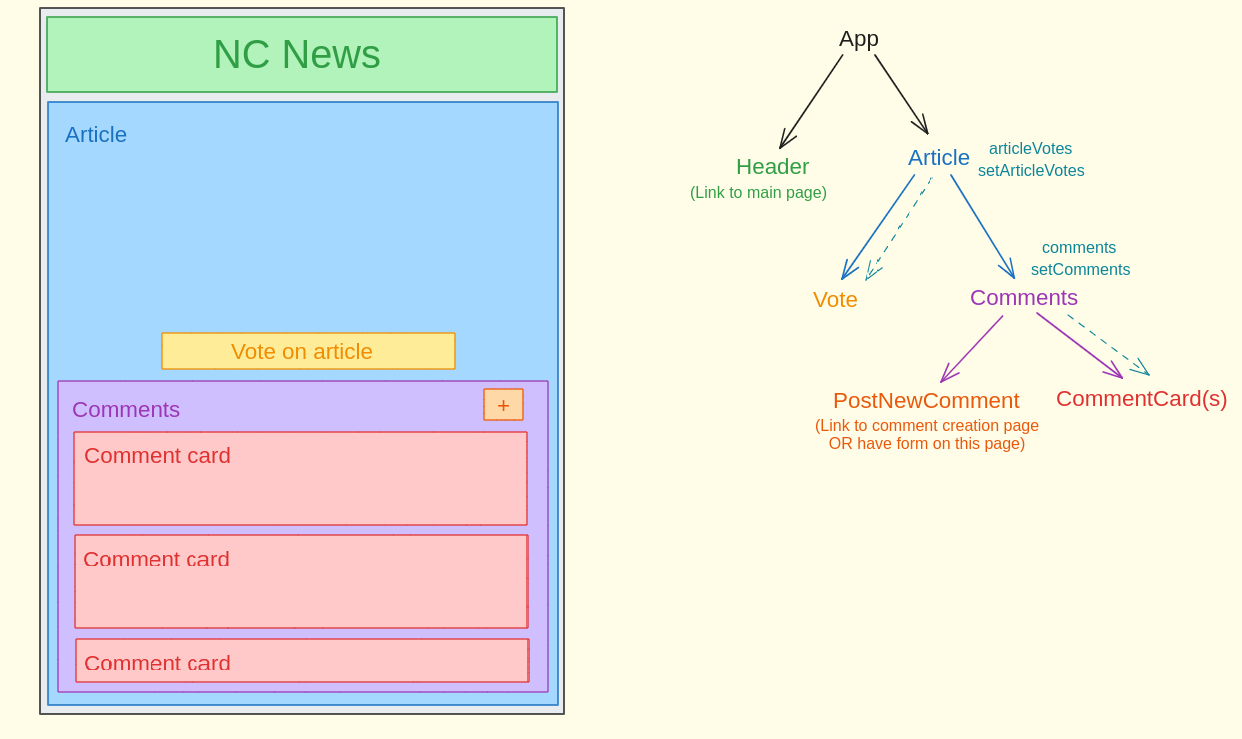 NC News
Article
Vote on article
Comments
+
Comment card
Comment card
Comment card
App
Header
(Link to main page)
Article
articleVotes
setArticleVotes
Vote
comments
setComments
Comments
PostNewComment
(Link to comment creation page
OR have form on this page)
CommentCard(s)